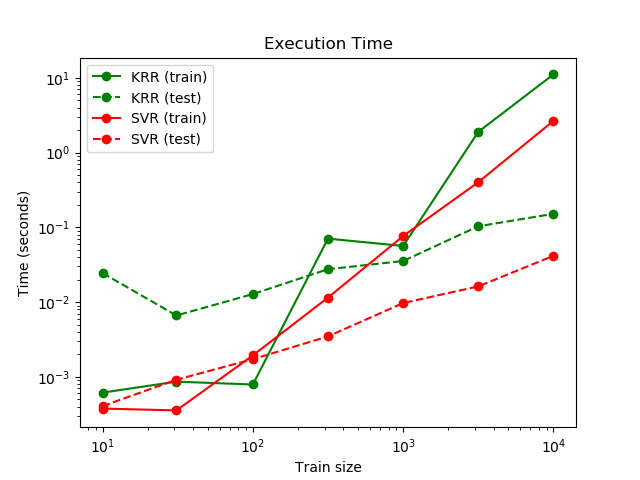 Execution Time
KRR (train)
KRR (test)
SVR (train)
SVR (test)
Time (seconds)
10¹
10⁰
10⁻¹
10⁻²
10⁻³
10¹
10²
10³
10⁴
Train size